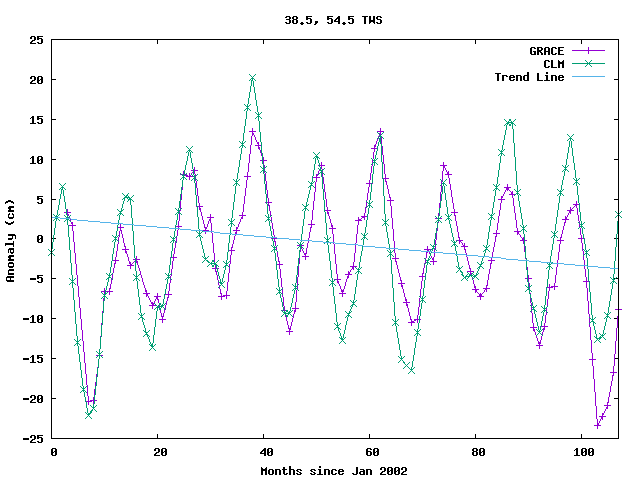 38.5, 54.5 TWS
GRACE
CLM
Trend Line
25
20
15
10
5
0
-5
-10
-15
-20
-25
Anomaly (cm)
0 20 40 60 80 100
Months since Jan 2002